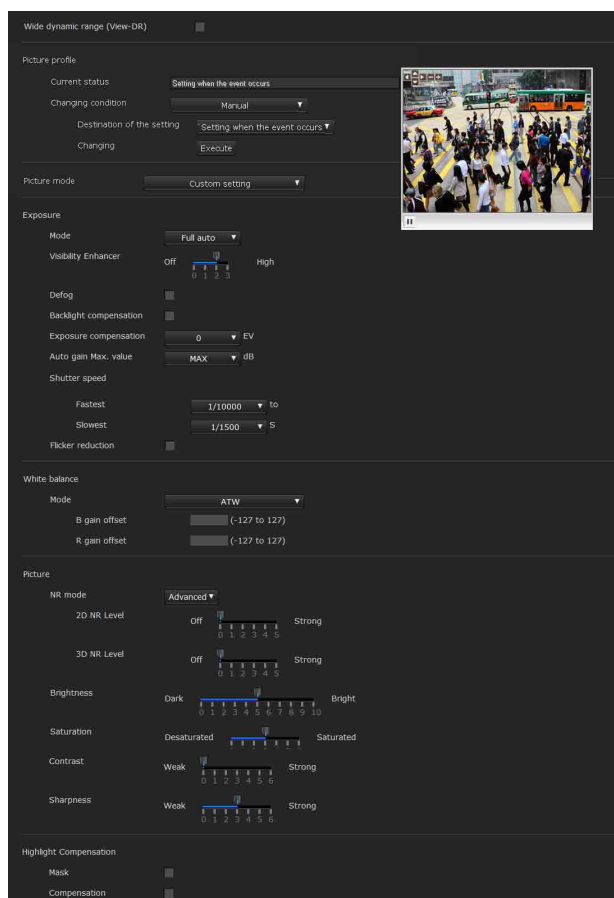 Wide dynamic range (View-DR)
Picture profile
Current status Setting when the event occurs
Changing condition Manual ▼
Destination of the setting Setting when the event occurs ▼
Changing Execute
Picture mode Custom setting ▼
Exposure
Mode Full auto ▼
Visibility Enhancer Off High
0 1 2 3
Defog
Backlight compensation
Exposure compensation 0 ▼ EV
Auto gain Max. value MAX ▼ dB
Shutter speed
Fastest 1/10000 ▼ to
Slowest 1/1500 ▼ S
Flicker reduction
White balance
Mode ATW ▼
B gain offset (-127 to 127)
R gain offset (-127 to 127)
Picture
NR mode Advanced ▼
2D NR Level Off Strong
0 1 2 3 4 5
3D NR Level Off Strong
0 1 2 3 4 5
Brightness Dark Bright
0 1 2 3 4 5 6 7 8 9 10
Saturation Desaturated Saturated
Contrast Weak Strong
0 1 2 3 4 5 6
Sharpness Weak Strong
0 1 2 3 4 5 6
Highlight Compensation
Mask
Compensation